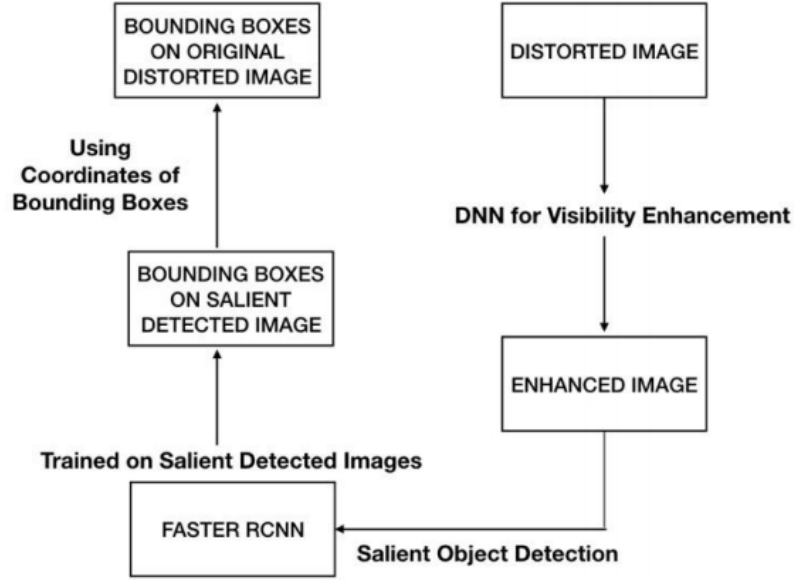 BOUNDING BOXES
ON ORIGINAL
DISTORTED IMAGE
DISTORTED IMAGE
Using
Coordinates of
Bounding Boxes
DNN for Visibility Enhancement
BOUNDING BOXES
ON SALIENT
DETECTED IMAGE
ENHANCED IMAGE
Trained on Salient Detected Images
FASTER RCNN
Salient Object Detection